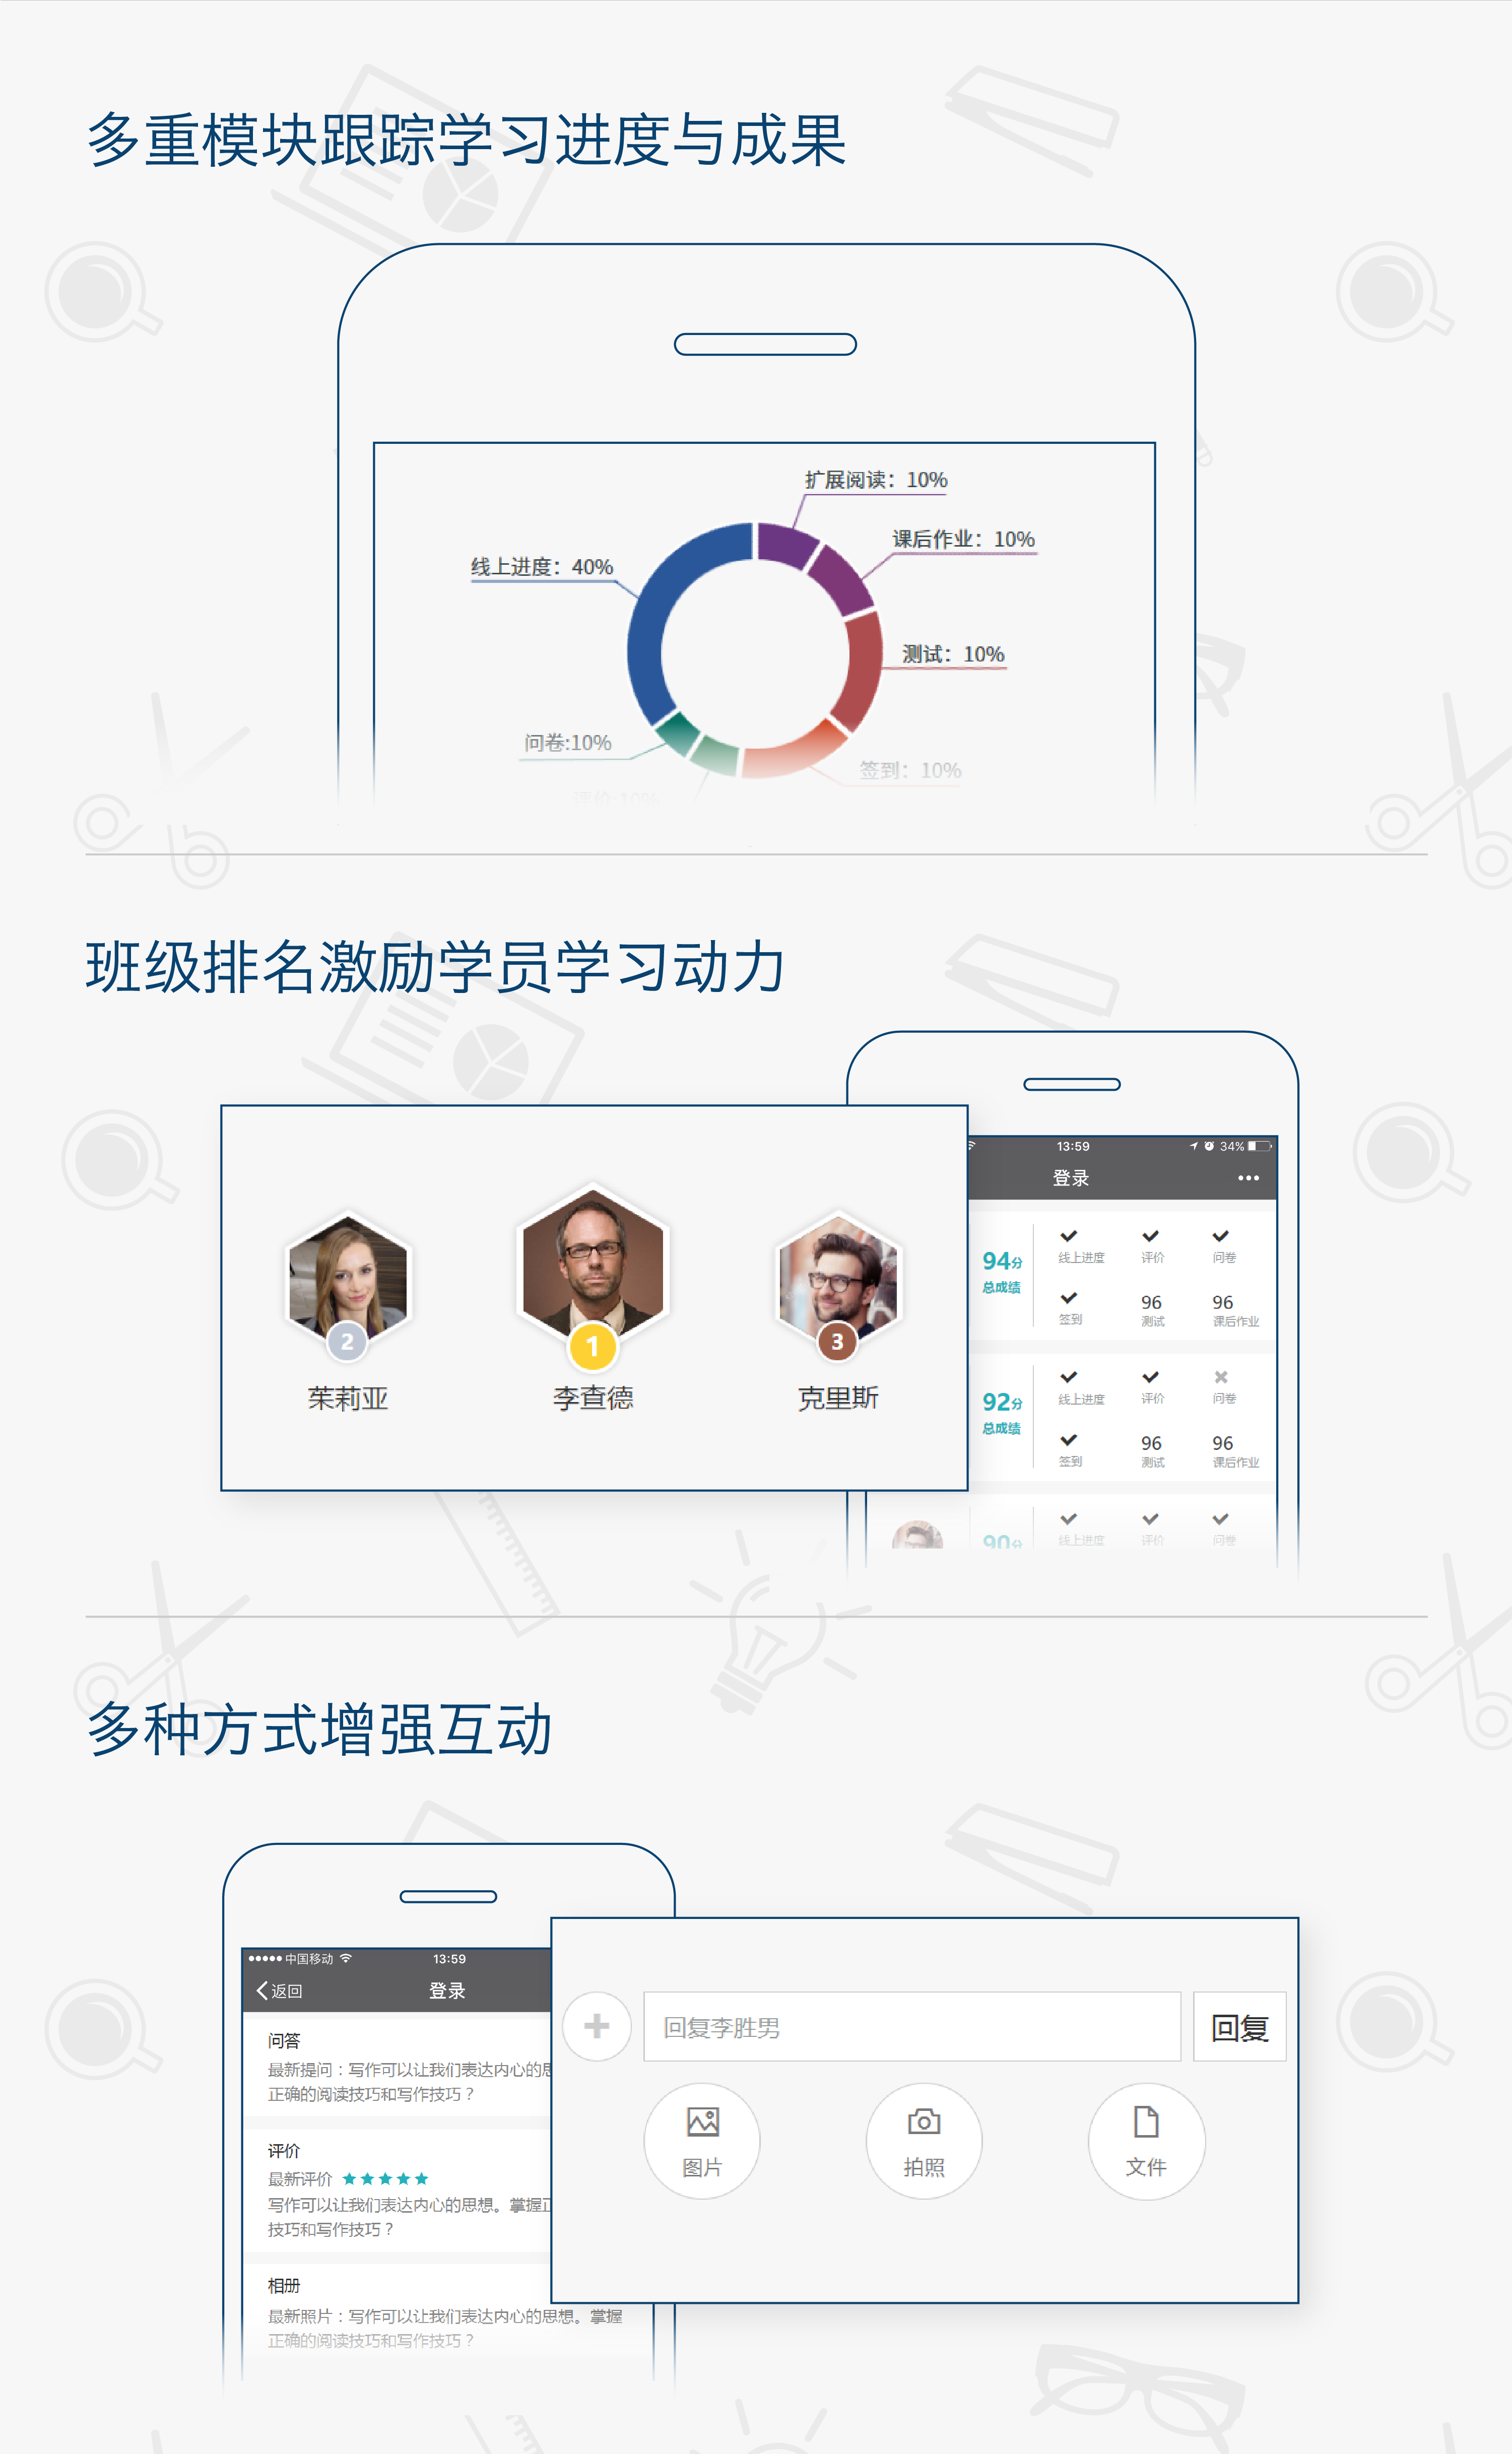 多重模块跟踪学习进度与成果
扩展阅读：10%
课后作业：10%
线上进度：40%
测试：10%
问卷:10%
签到：10%
评价:10%
班级排名激励学员学习动力
13:59
34%
登录
2
1
3
茱莉亚
李查德
克里斯
94分
总成绩
线上进度
评价
问卷
96
96
签到
测试
课后作业
92分
总成绩
线上进度
评价
问卷
96
96
签到
测试
课后作业
90分
线上进度
评价
问卷
多种方式增强互动
中国移动
13:59
返回
登录
问答
最新提问：写作可以让我们表达内心的思
正确的阅读技巧和写作技巧？
评价
最新评价
写作可以让我们表达内心的思想。掌握正
技巧和写作技巧？
相册
最新照片：写作可以让我们表达内心的思想。掌握
正确的阅读技巧和写作技巧？
回复李胜男
回复
图片
拍照
文件